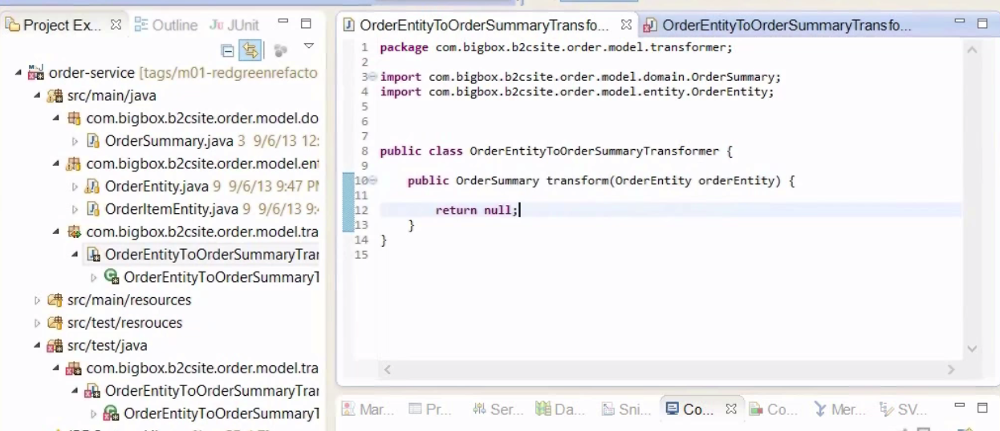 Project Ex...
Outline
JUnit
order-service [tags/m01-redgreenrefacto
src/main/java
com.bigbox.b2csite.order.model.do
OrderSummary.java 3 9/6/13 12:
com.bigbox.b2csite.order.model.ent
OrderEntity.java 9 9/6/13 9:47 PM
OrderItemEntity.java 9 9/6/13 9:
com.bigbox.b2csite.order.model.tra
OrderEntityToOrderSummaryTrar
OrderEntityToOrderSummaryT
src/main/resources
src/test/resrouces
src/test/java
com.bigbox.b2csite.order.model.tra
OrderEntityToOrderSummaryTrar
OrderEntityToOrderSummaryT
OrderEntityToOrderSummaryTransfo...
OrderEntityToOrderSummaryTransfo...
1 package com.bigbox.b2csite.order.model.transformer;
2
3 import com.bigbox.b2csite.order.model.domain.OrderSummary;
4 import com.bigbox.b2csite.order.model.entity.OrderEntity;
5
6
7
8 public class OrderEntityToOrderSummaryTransformer {
9
10 public OrderSummary transform(OrderEntity orderEntity) {
11
12 return null;
13 }
14 }
15
Mar...
Pr...
Ser...
Da...
Sni...
Co...
Co...
Mer...
SV...